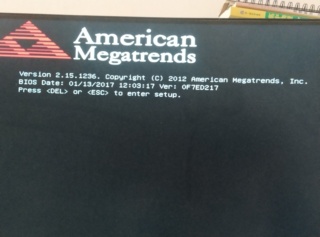 American
Megatrends
Version 2.15.1236. Copyright (C) 2012 American Megatrends, Inc.
BIOS Date: 01/13/2017 12:03:17 Ver: 0F7ED217
Press <DEL> or <ESC> to enter setup.